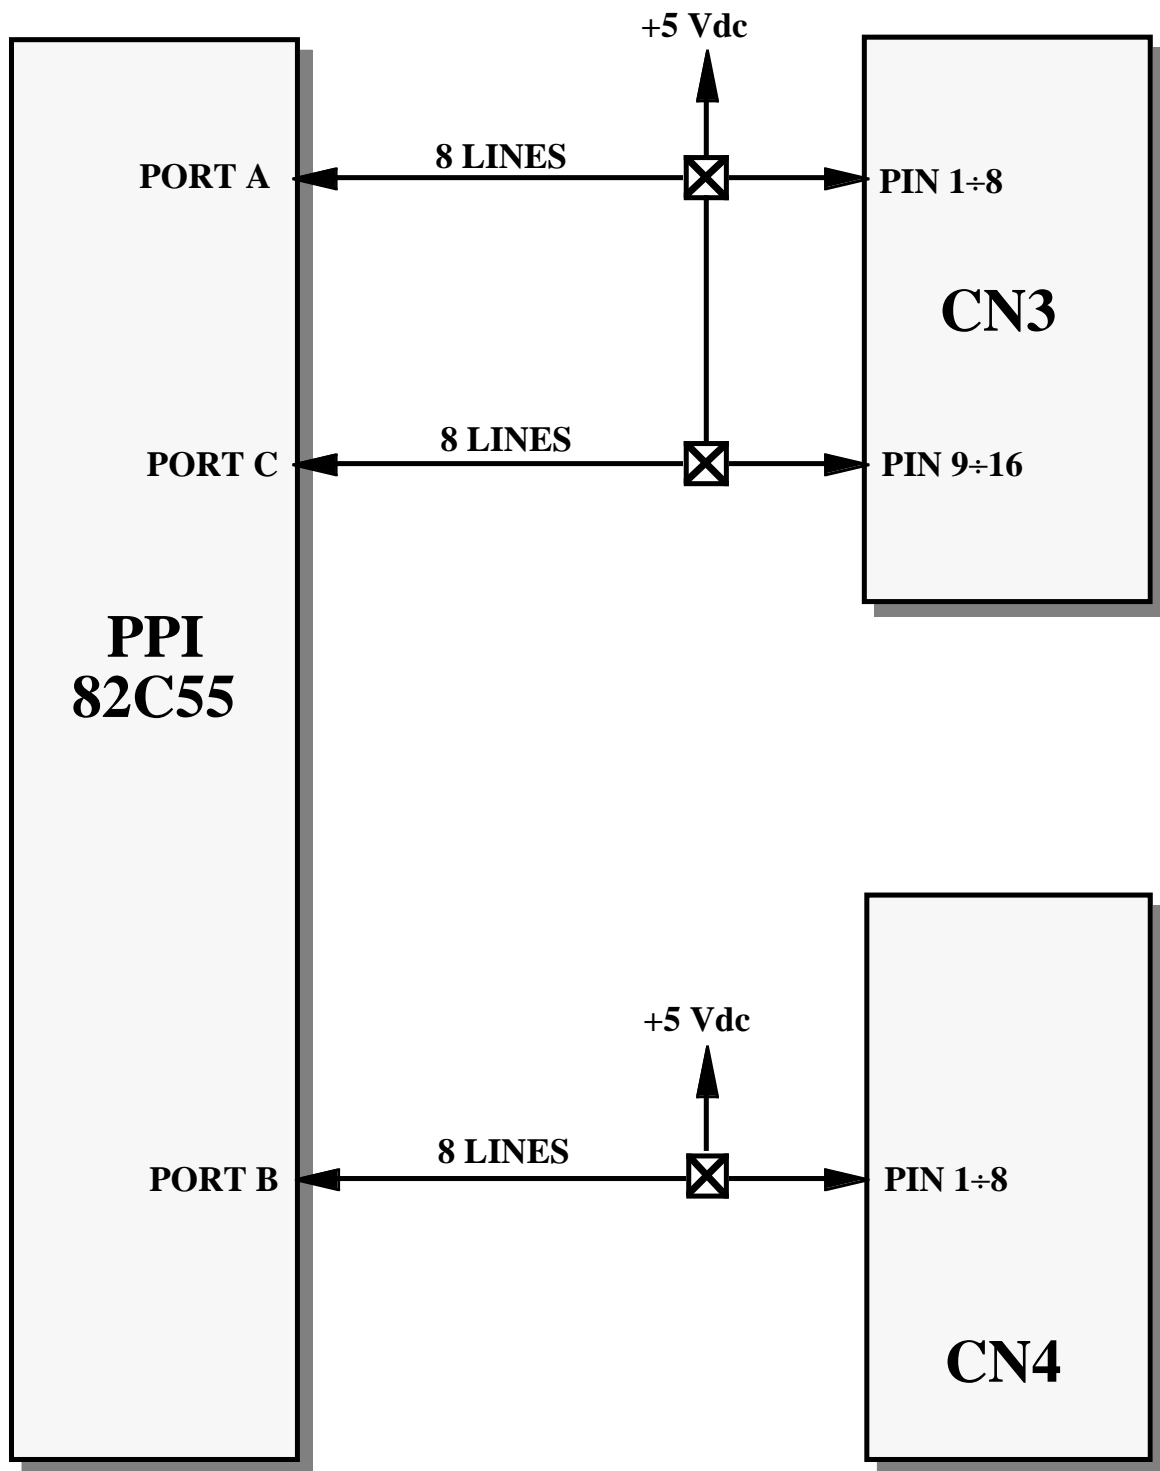 +5 Vdc
PORT A
8 LINES
PIN 1÷8
CN3
PORT C
8 LINES
PIN 9÷16
PPI
82C55
+5 Vdc
PORT B
8 LINES
PIN 1÷8
CN4